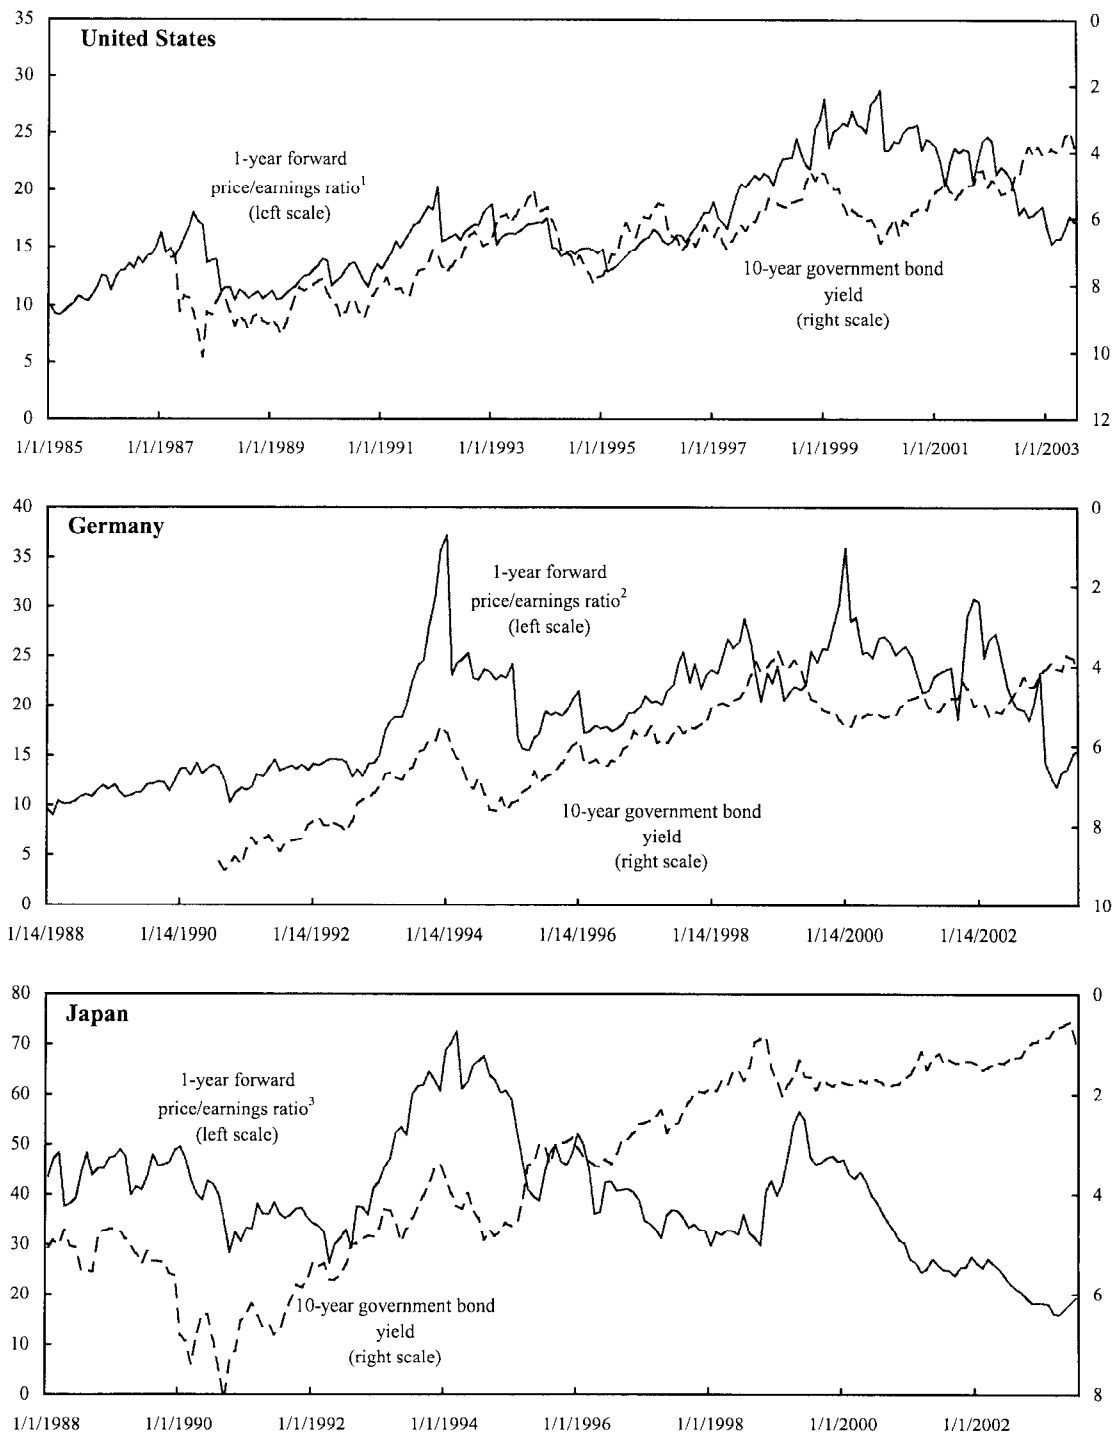 United States
35
30
25
20
15
10
5
0
0
2
4
6
8
10
12
1-year forward
price/earnings ratio1
(left scale)
10-year government bond
yield
(right scale)
1/1/1985 1/1/1987 1/1/1989 1/1/1991 1/1/1993 1/1/1995 1/1/1997 1/1/1999 1/1/2001 1/1/2003
Germany
40
35
30
25
20
15
10
5
0
0
2
4
6
8
10
1-year forward
price/earnings ratio2
(left scale)
10-year government bond
yield
(right scale)
1/14/1988 1/14/1990 1/14/1992 1/14/1994 1/14/1996 1/14/1998 1/14/2000 1/14/2002
Japan
80
70
60
50
40
30
20
10
0
0
2
4
6
8
1-year forward
price/earnings ratio3
(left scale)
10-year government bond
yield
(right scale)
1/1/1988 1/1/1990 1/1/1992 1/1/1994 1/1/1996 1/1/1998 1/1/2000 1/1/2002